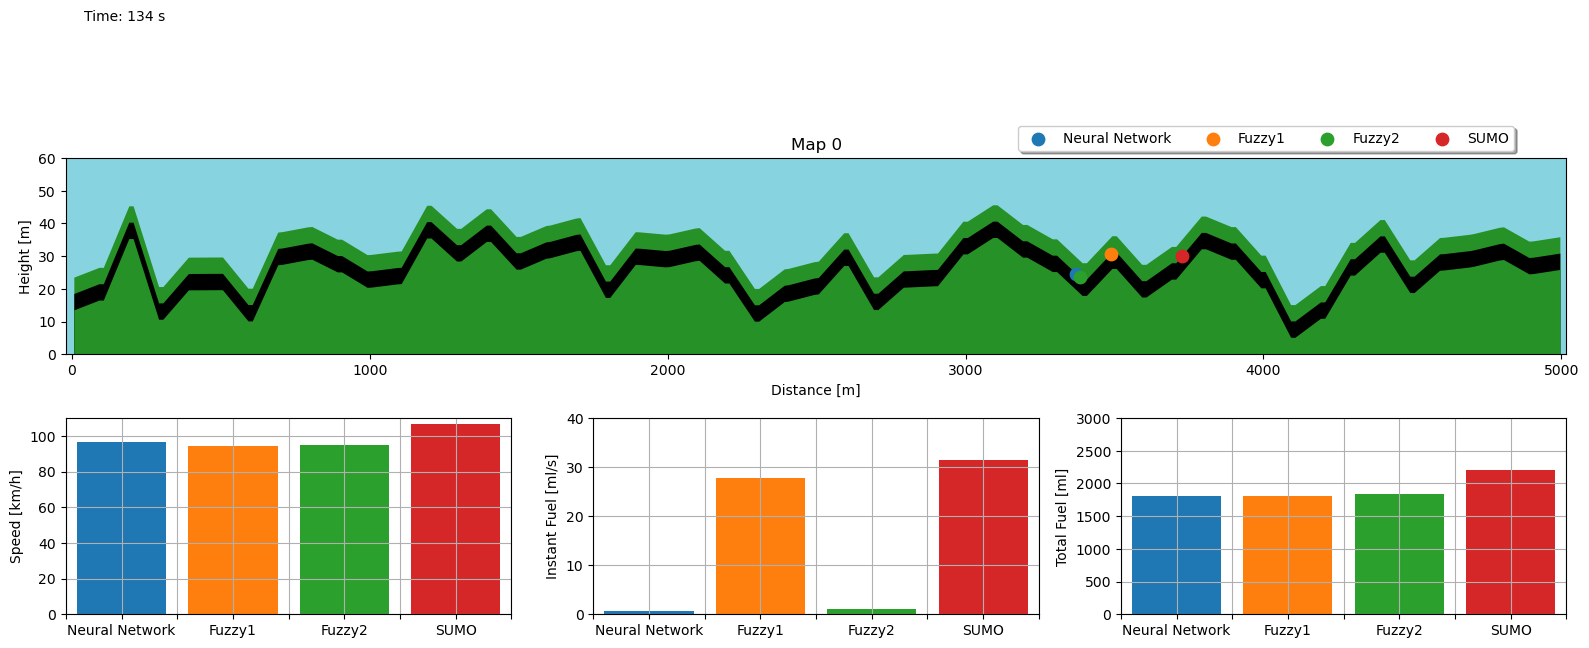 Time: 134 s
Map 0
Neural Network Fuzzy1 Fuzzy2 SUMO
Height [m]
60
50
40
30
20
10
0
0 1000 2000 3000 4000 5000
Distance [m]
Speed [km/h]
100
80
60
40
20
0
Neural Network Fuzzy1 Fuzzy2 SUMO
Instant Fuel [ml/s]
40
30
20
10
0
Neural Network Fuzzy1 Fuzzy2 SUMO
Total Fuel [ml]
3000
2500
2000
1500
1000
500
0
Neural Network Fuzzy1 Fuzzy2 SUMO